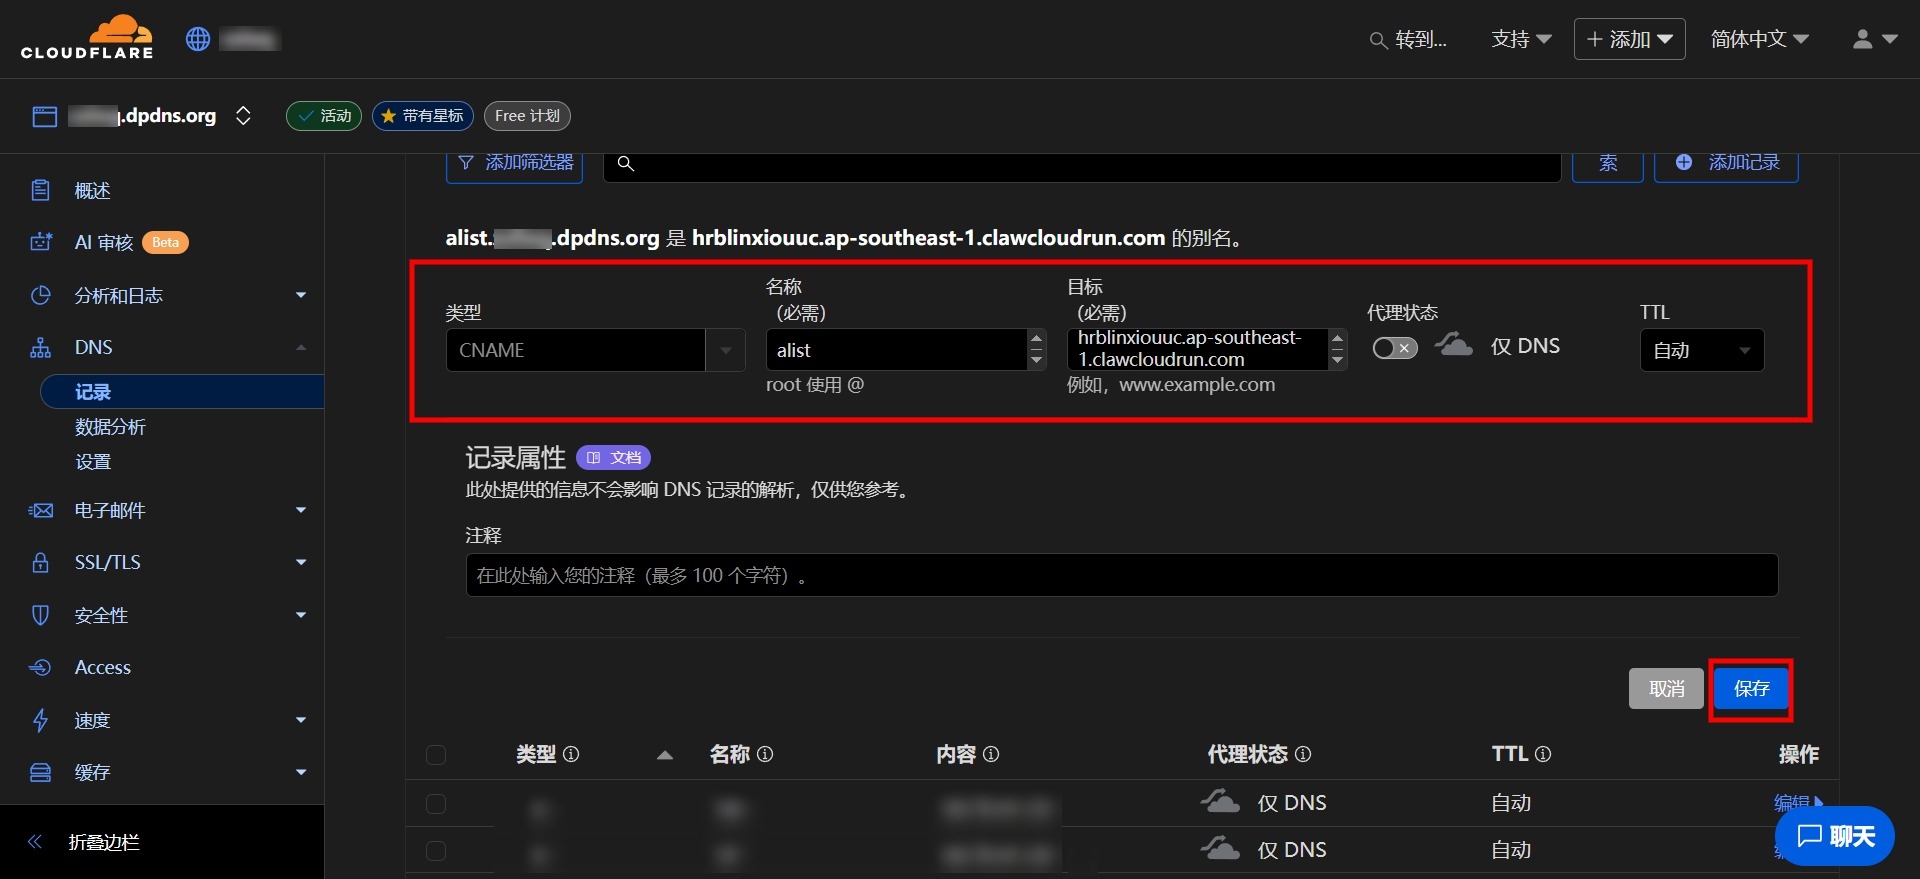 CLOUDFLARE
转到...
支持
添加
简体中文
.dpdns.org
活动
带有星标
Free 计划
概述
AI 审核
Beta
分析和日志
DNS
记录
数据分析
设置
电子邮件
SSL/TLS
安全性
Access
速度
缓存
折叠边栏
添加筛选器
索
添加记录
alist. .dpdns.org 是 hrblinxiouuc.ap-southeast-1.clawcloudrun.com 的别名。
类型
CNAME
名称
（必需）
alist
root 使用 @
目标
（必需）
hrblinxiouuc.ap-southeast-
1.clawcloudrun.com
例如，www.example.com
代理状态
仅 DNS
TTL
自动
记录属性
文档
此处提供的信息不会影响 DNS 记录的解析，仅供您参考。
注释
在此处输入您的注释（最多 100 个字符）。
取消
保存
类型
名称
内容
代理状态
TTL
操作
仅 DNS
自动
编辑
仅 DNS
自动
聊天